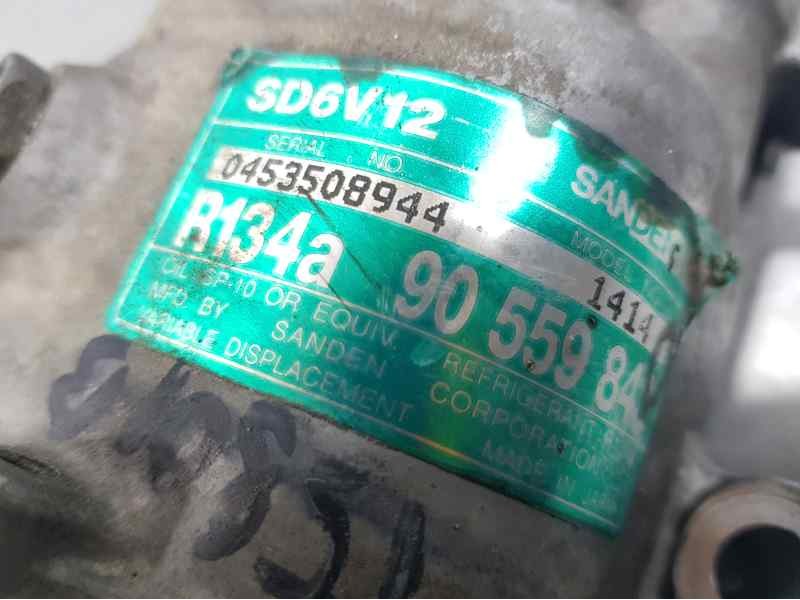 SD6V12
SERIAL NO.
SANDEN
0453508944
MODEL
1414
R134a 90 559 84
OIL SP-10 OR EQUIV.
REFRIGERANT
MFD BY SANDEN CORPORATION
VARIABLE DISPLACEMENT
MADE IN JAPAN